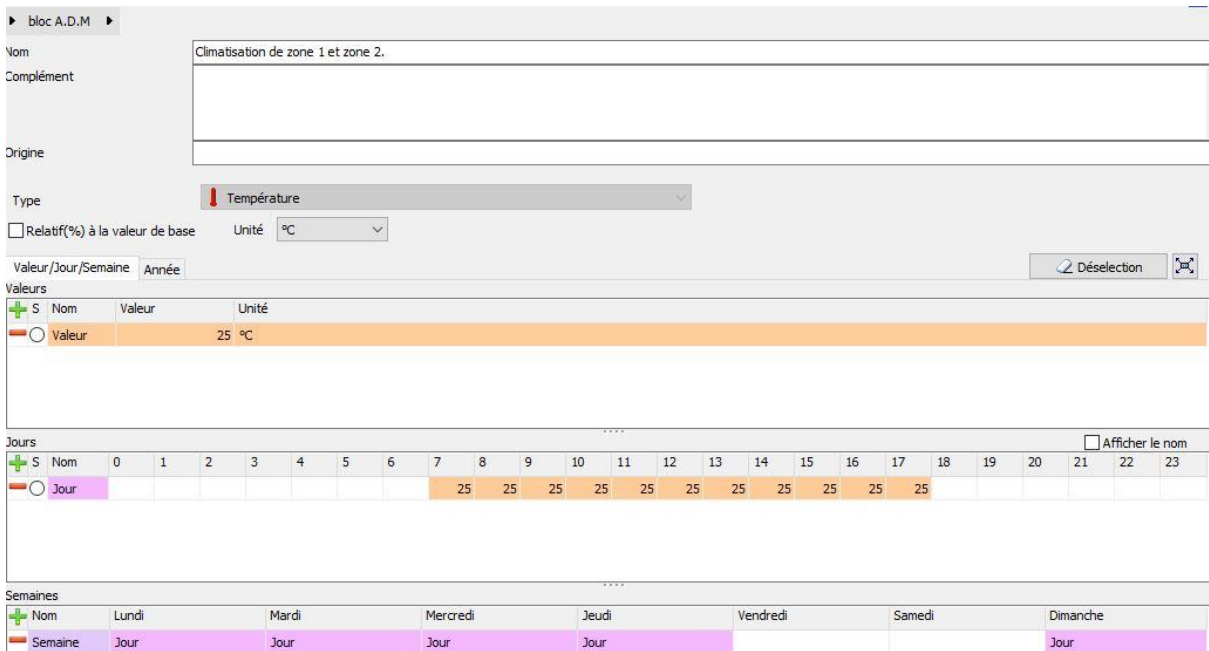 bloc A.D.M
Nom Climatisation de zone 1 et zone 2.
Complément
Origine
Type Température
Relatif(%) à la valeur de base Unité ºC
Valeur/Jour/Semaine Année Déselection
Valeurs
S Nom Valeur Unité
Valeur 25 ºC
Jours Afficher le nom
S Nom 0 1 2 3 4 5 6 7 8 9 10 11 12 13 14 15 16 17 18 19 20 21 22 23
Jour 25 25 25 25 25 25 25 25 25 25 25
Semaines
Nom Lundi Mardi Mercredi Jeudi Vendredi Samedi Dimanche
Semaine Jour Jour Jour Jour Jour